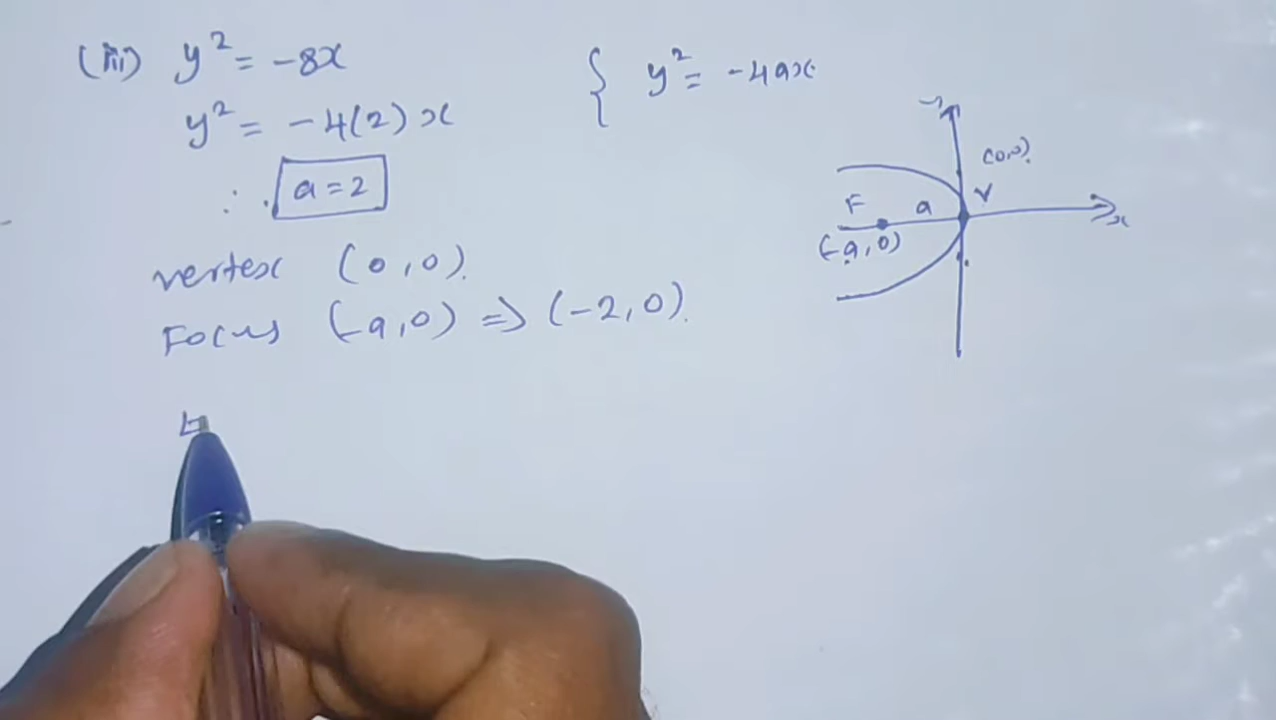 (iii) y² = -8x
{ y² = -4ax
y² = -4(2)x
∴ a = 2
vertex (0,0).
Focus (-a,0) => (-2,0).
y
(0,0).
V
F a
(-a,0)
x